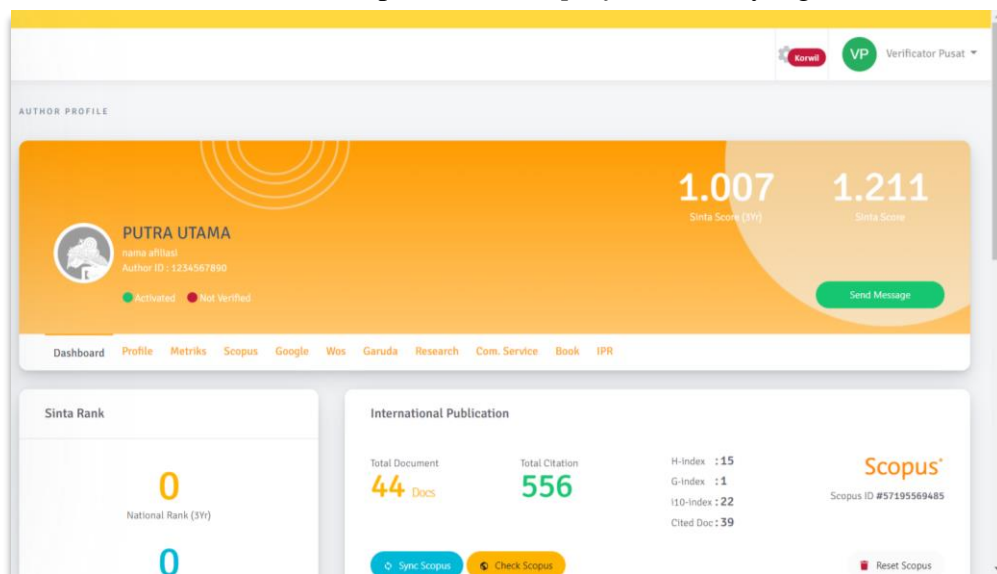 Korwil
VP
Verificator Pusat
AUTHOR PROFILE
1.007
Sinta Score (3Yr)
1.211
Sinta Score
PUTRA UTAMA
nama afiliasi
Author ID : 1234567890
Activated Not Verified
Send Message
Dashboard Profile Metriks Scopus Google Wos Garuda Research Com. Service Book IPR
Sinta Rank
0
National Rank (3Yr)
0
International Publication
Total Document
44 Docs
Total Citation
556
H-Index : 15
G-Index : 1
i10-Index : 22
Cited Doc : 39
Scopus
Scopus ID #57195569485
Sync Scopus
Check Scopus
Reset Scopus